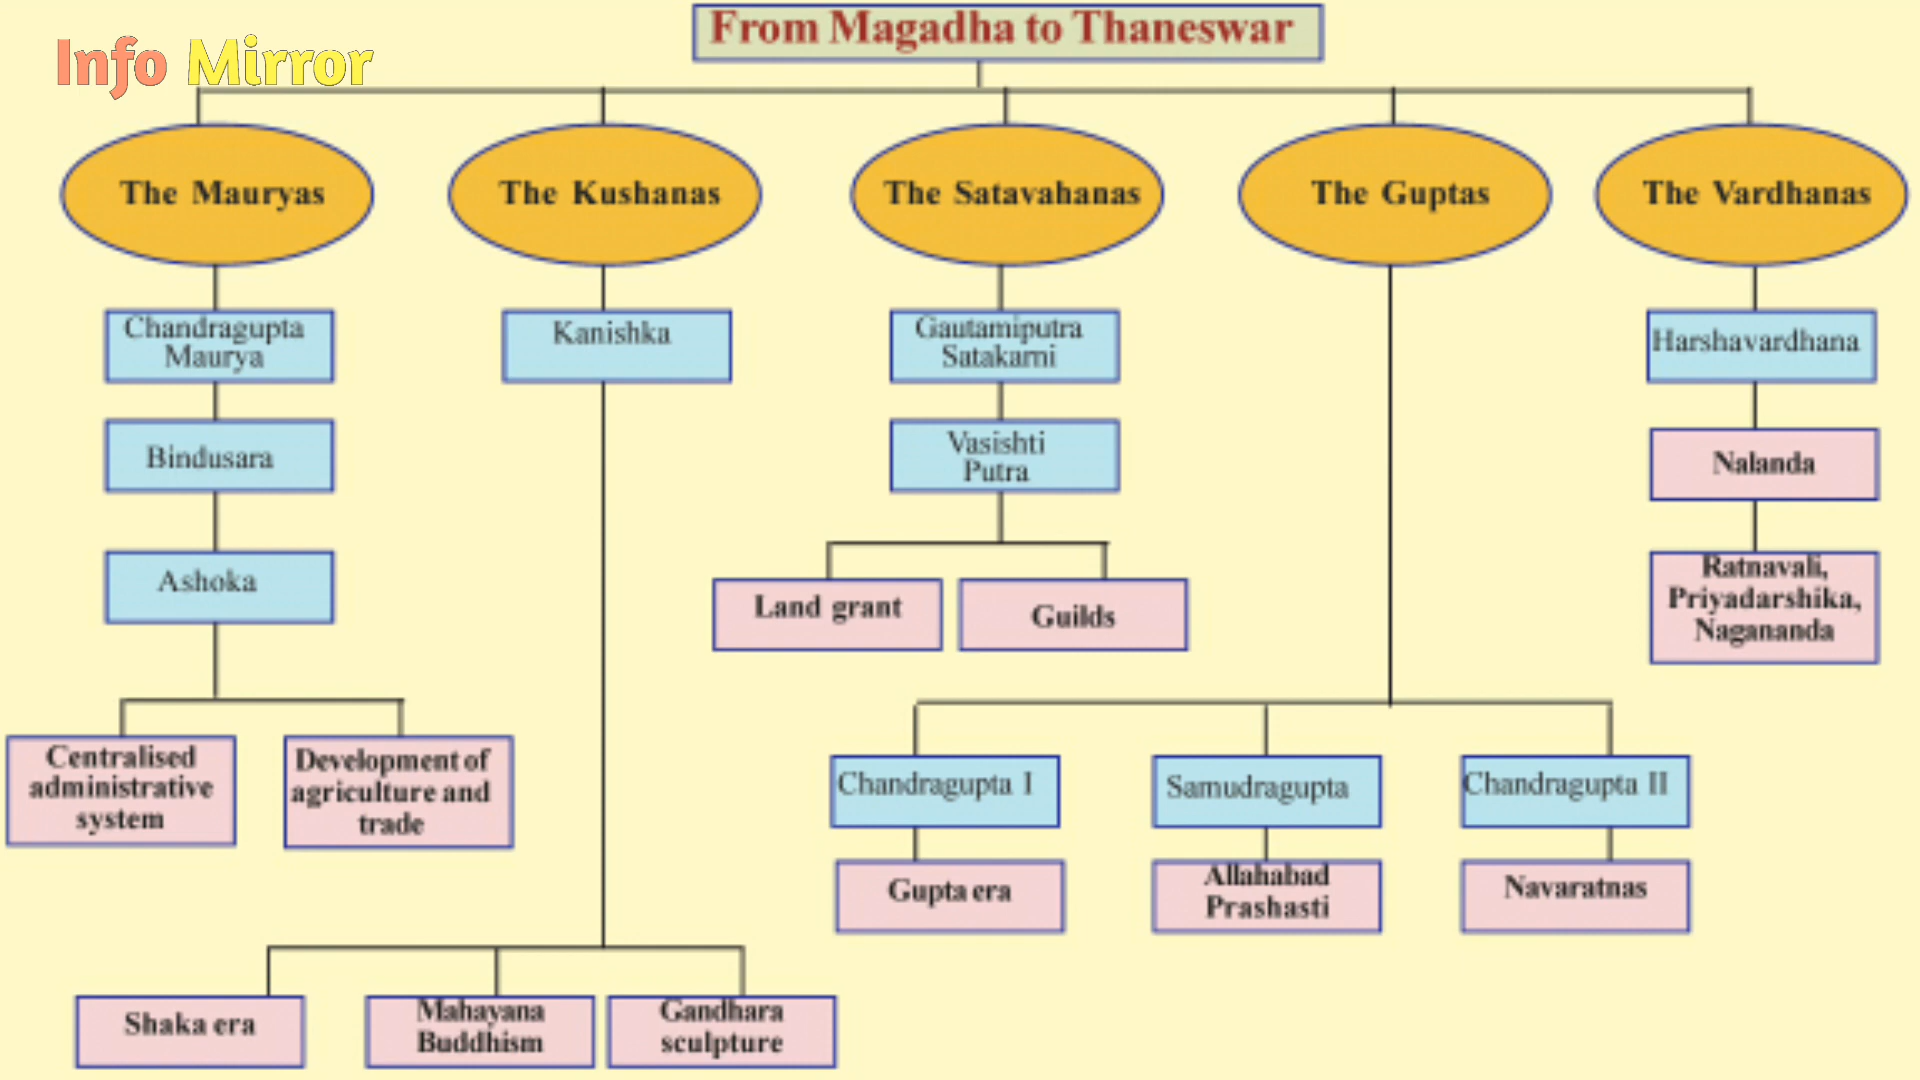 From Magadha to Thaneswar
Info Mirror
The Mauryas
The Kushanas
The Satavahanas
The Guptas
The Vardhanas
Chandragupta
Maurya
Kanishka
Gautamiputra
Satakarni
Harshavardhana
Bindusara
Vasishti
Putra
Nalanda
Ashoka
Land grant
Guilds
Ratnavali,
Priyadarshika,
Nagananda
Centralised
administrative
system
Development of
agriculture and
trade
Chandragupta I
Samudragupta
Chandragupta II
Gupta era
Allahabad
Prashasti
Navaratnas
Shaka era
Mahayana
Buddhism
Gandhara
sculpture